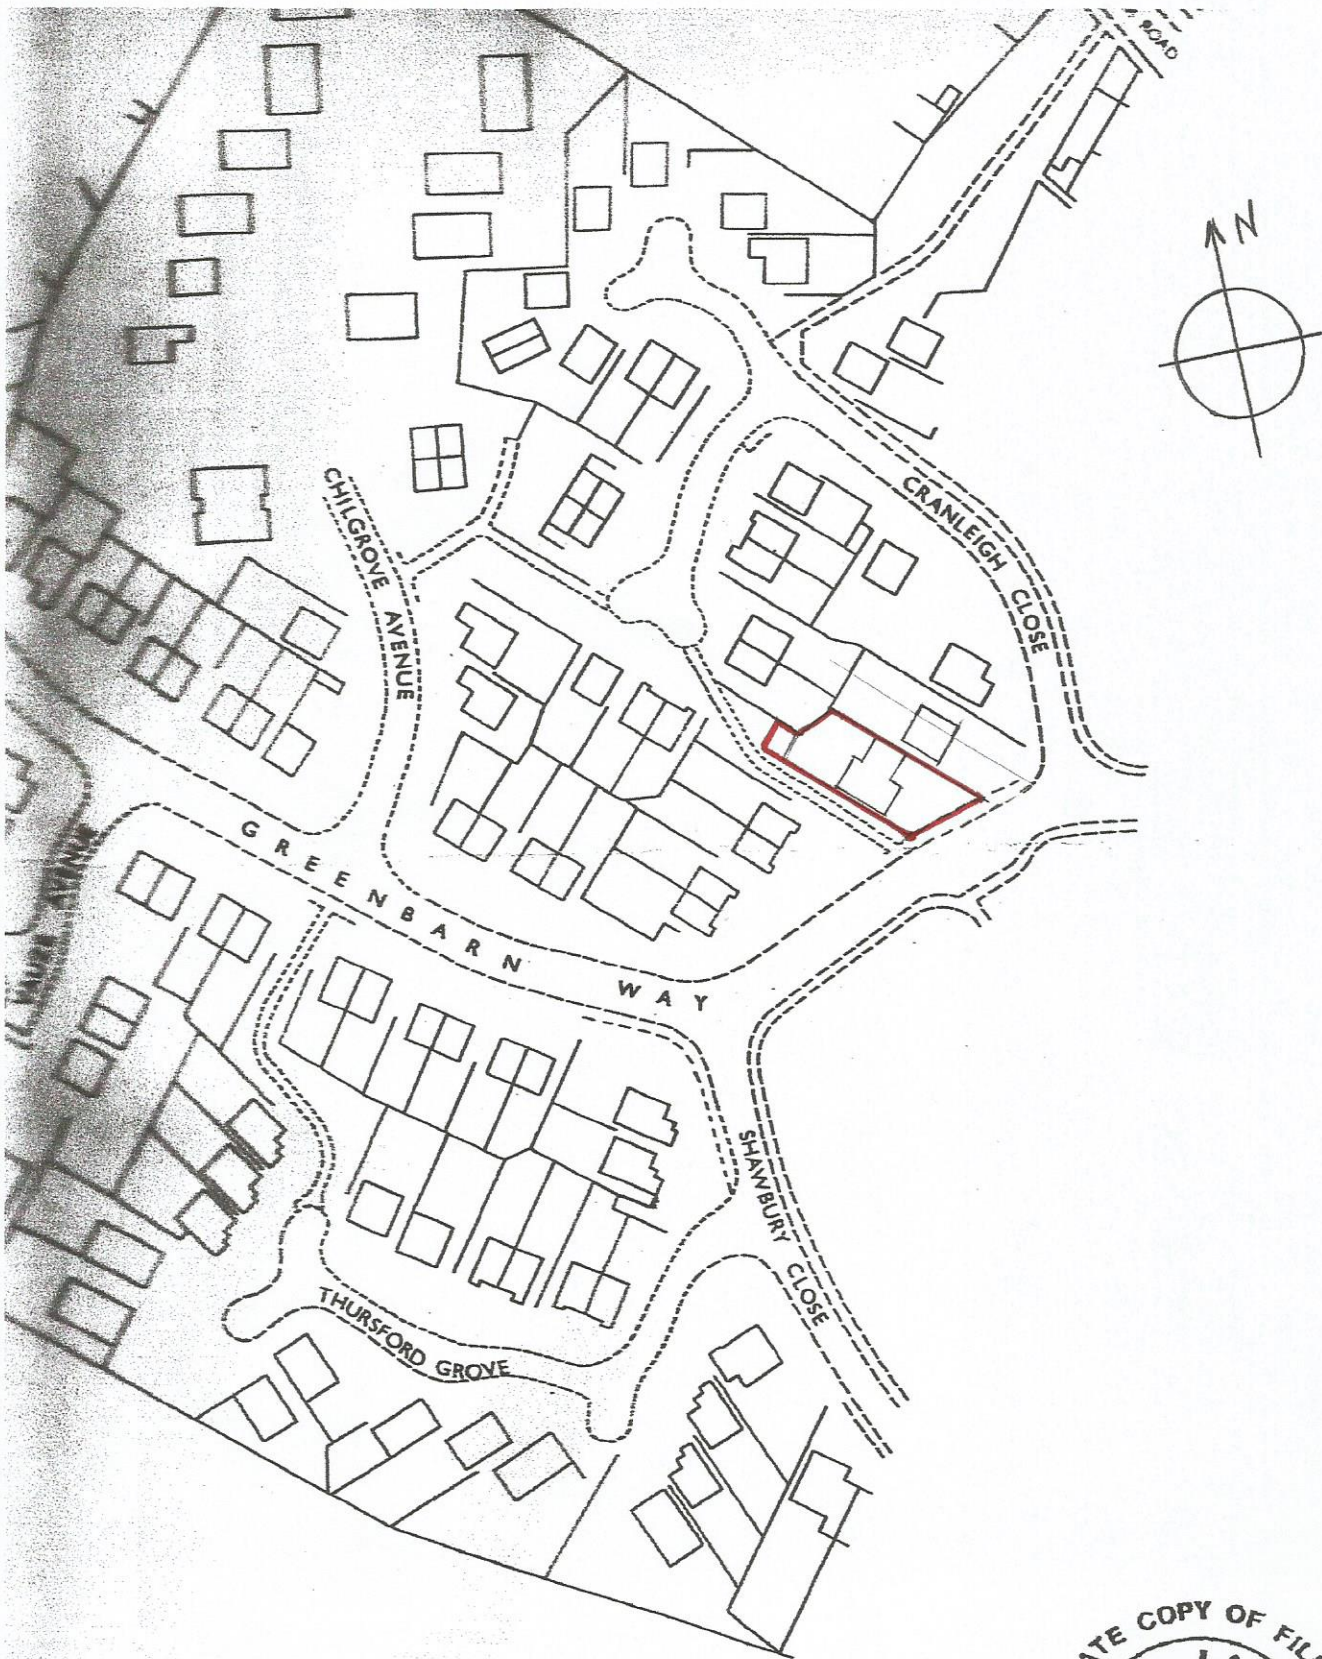 ROAD
N
CRANLEIGH CLOSE
CHILGROVE AVENUE
GREENBARN WAY
AVENUE
SHAWBURY CLOSE
THURSFORD GROVE
COPY OF